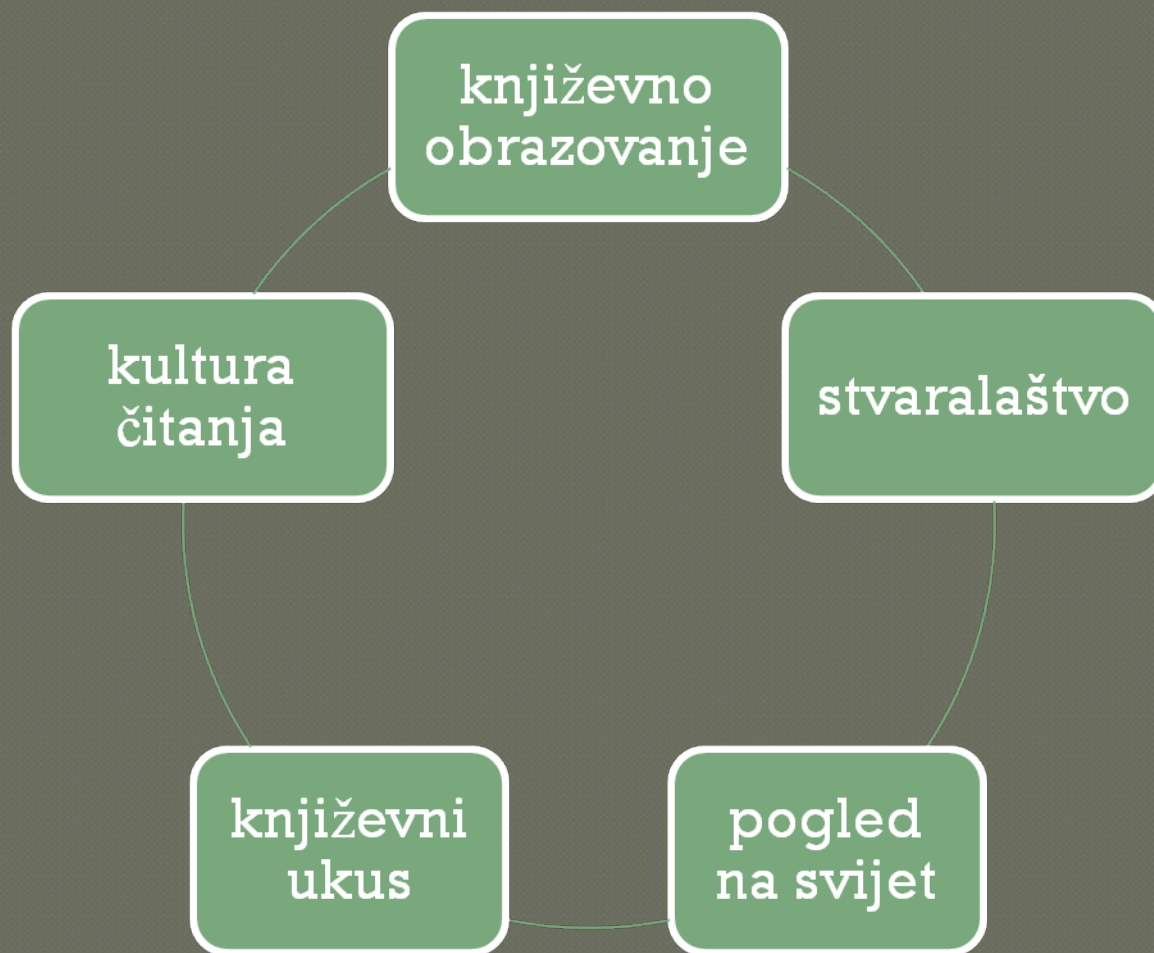 književno
obrazovanje
stvaralaštvo
pogled
na svijet
književni
ukus
kultura
čitanja